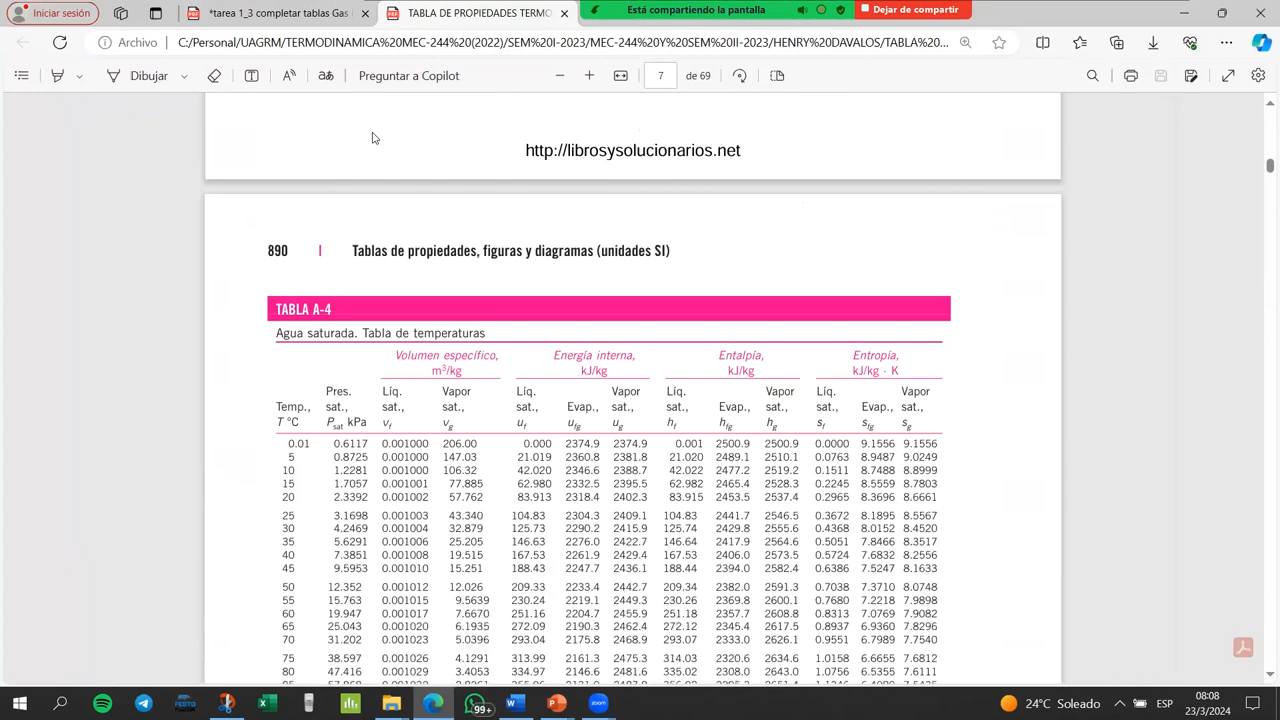 Iniciar sesión
*tarea 1_3 completar tablas Gas
TABLA DE PROPIEDADES TERMO
Está compartiendo la pantalla
Dejar de compartir
Archivo
C:/Personal/UAGRM/TERMODINAMICA%20MEC-244%20(2022)/SEM%20I-2023/MEC-244%20Y%20SEM%20II-2023/HENRY%20DAVALOS/TABLA%20...
Dibujar
Preguntar a Copilot
7
de 69
http://librosysolucionarios.net
890 | Tablas de propiedades, figuras y diagramas (unidades SI)
TABLA A-4
Agua saturada. Tabla de temperaturas
Volumen específico, Energía interna, Entalpía, Entropía,
m³/kg kJ/kg kJ/kg kJ/kg · K
Pres. Líq. Vapor Líq. Vapor Líq. Vapor Líq. Vapor
Temp., sat., sat., sat., sat., Evap., sat., sat., Evap., sat., sat., Evap., sat.,
T °C Psat kPa vf vg uf ufg ug hf hfg hg sf sfg sg
0.01 0.6117 0.001000 206.00 0.000 2374.9 2374.9 0.001 2500.9 2500.9 0.0000 9.1556 9.1556
5 0.8725 0.001000 147.03 21.019 2360.8 2381.8 21.020 2489.1 2510.1 0.0763 8.9487 9.0249
10 1.2281 0.001000 106.32 42.020 2346.6 2388.7 42.022 2477.2 2519.2 0.1511 8.7488 8.8999
15 1.7057 0.001001 77.885 62.980 2332.5 2395.5 62.982 2465.4 2528.3 0.2245 8.5559 8.7803
20 2.3392 0.001002 57.762 83.913 2318.4 2402.3 83.915 2453.5 2537.4 0.2965 8.3696 8.6661
25 3.1698 0.001003 43.340 104.83 2304.3 2409.1 104.83 2441.7 2546.5 0.3672 8.1895 8.5567
30 4.2469 0.001004 32.879 125.73 2290.2 2415.9 125.74 2429.8 2555.6 0.4368 8.0152 8.4520
35 5.6291 0.001006 25.205 146.63 2276.0 2422.7 146.64 2417.9 2564.6 0.5051 7.8466 8.3517
40 7.3851 0.001008 19.515 167.53 2261.9 2429.4 167.53 2406.0 2573.5 0.5724 7.6832 8.2556
45 9.5953 0.001010 15.251 188.43 2247.7 2436.1 188.44 2394.0 2582.4 0.6386 7.5247 8.1633
50 12.352 0.001012 12.026 209.33 2233.4 2442.7 209.34 2382.0 2591.3 0.7038 7.3710 8.0748
55 15.763 0.001015 9.5639 230.24 2219.1 2449.3 230.26 2369.8 2600.1 0.7680 7.2218 7.9898
60 19.947 0.001017 7.6670 251.16 2204.7 2455.9 251.18 2357.7 2608.8 0.8313 7.0769 7.9082
65 25.043 0.001020 6.1935 272.09 2190.3 2462.4 272.12 2345.4 2617.5 0.8937 6.9360 7.8296
70 31.202 0.001023 5.0396 293.04 2175.8 2468.9 293.07 2333.0 2626.1 0.9551 6.7989 7.7540
75 38.597 0.001026 4.1291 313.99 2161.3 2475.3 314.03 2320.6 2634.6 1.0158 6.6655 7.6812
80 47.416 0.001029 3.4053 334.97 2146.6 2481.6 335.02 2308.0 2643.0 1.0756 6.5355 7.6111
99+
24°C Soleado
ESP
08:08
23/3/2024